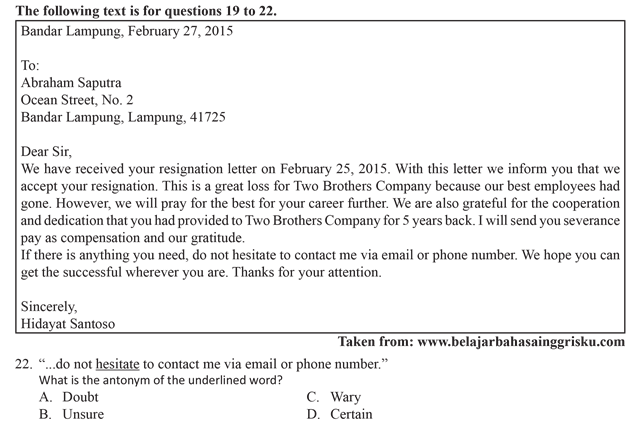 The following text is for questions 19 to 22.
Bandar Lampung, February 27, 2015
To:
Abraham Saputra
Ocean Street, No. 2
Bandar Lampung, Lampung, 41725
Dear Sir,
We have received your resignation letter on February 25, 2015. With this letter we inform you that we
accept your resignation. This is a great loss for Two Brothers Company because our best employees had
gone. However, we will pray for the best for your career further. We are also grateful for the cooperation
and dedication that you had provided to Two Brothers Company for 5 years back. I will send you severance
pay as compensation and our gratitude.
If there is anything you need, do not hesitate to contact me via email or phone number. We hope you can
get the successful wherever you are. Thanks for your attention.
Sincerely,
Hidayat Santoso
Taken from: www.belajarbahasainggrisku.com
22. “...do not hesitate to contact me via email or phone number.”
What is the antonym of the underlined word?
A. Doubt
B. Unsure
C. Wary
D. Certain